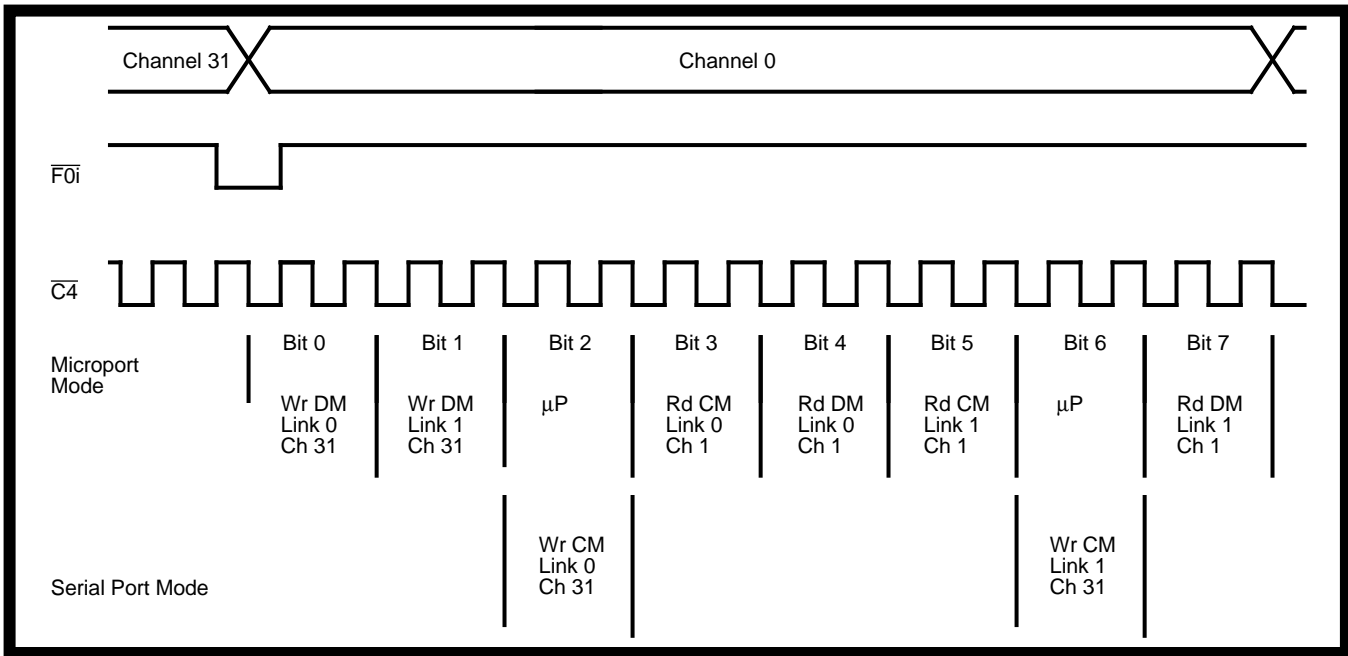 Channel 31
Channel 0
F0i
C4
Bit 0
Bit 1
Bit 2
Bit 3
Bit 4
Bit 5
Bit 6
Bit 7
Microport
Mode
Wr DM
Link 0
Ch 31
Wr DM
Link 1
Ch 31
μP
Rd CM
Link 0
Ch 1
Rd DM
Link 0
Ch 1
Rd CM
Link 1
Ch 1
μP
Rd DM
Link 1
Ch 1
Serial Port Mode
Wr CM
Link 0
Ch 31
Wr CM
Link 1
Ch 31